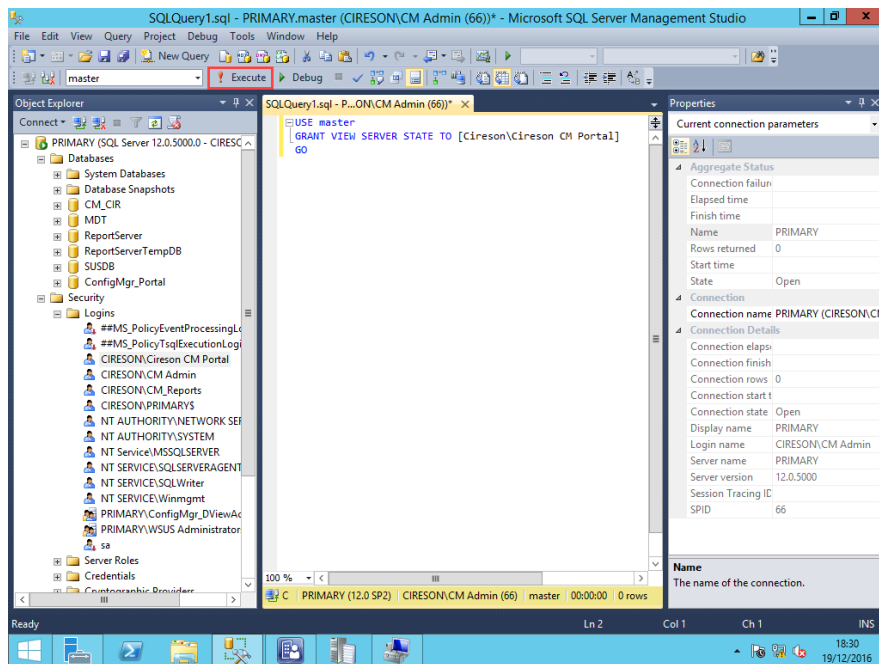 SQLQuery1.sql - PRIMARY.master (CIRESON\CM Admin (66))* - Microsoft SQL Server Management Studio
File Edit View Query Project Debug Tools Window Help
New Query
master Execute Debug
Object Explorer
Connect
PRIMARY (SQL Server 12.0.5000.0 - CIRESC
Databases
System Databases
Database Snapshots
CM_CIR
MDT
ReportServer
ReportServerTempDB
SUSDB
ConfigMgr_Portal
Security
Logins
##MS_PolicyEventProcessingLo
##MS_PolicyTsqlExecutionLogi
CIRESON\Cireson CM Portal
CIRESON\CM Admin
CIRESON\CM_Reports
CIRESON\PRIMARY$
NT AUTHORITY\NETWORK SER
NT AUTHORITY\SYSTEM
NT Service\MSSQLSERVER
NT SERVICE\SQLSERVERAGENT
NT SERVICE\SQLWriter
NT SERVICE\Winmgmt
PRIMARY\ConfigMgr_DViewAc
PRIMARY\WSUS Administrator
sa
Server Roles
Credentials
Cryptographic Providers
SQLQuery1.sql - P...ON\CM Admin (66))*
USE master
GRANT VIEW SERVER STATE TO [Cireson\Cireson CM Portal]
GO
100 %
PRIMARY (12.0 SP2) CIRESON\CM Admin (66) master 00:00:00 0 rows
Properties
Current connection parameters
Aggregate Status
Connection failure
Elapsed time
Finish time
Name PRIMARY
Rows returned 0
Start time
State Open
Connection
Connection name PRIMARY (CIRESON\CM
Connection Details
Connection elapse
Connection finish
Connection rows 0
Connection start t
Connection state Open
Display name PRIMARY
Login name CIRESON\CM Admin
Server name PRIMARY
Server version 12.0.5000
Session Tracing ID
SPID 66
Name
The name of the connection.
Ready Ln 2 Col 1 Ch 1 INS
18:30
19/12/2016